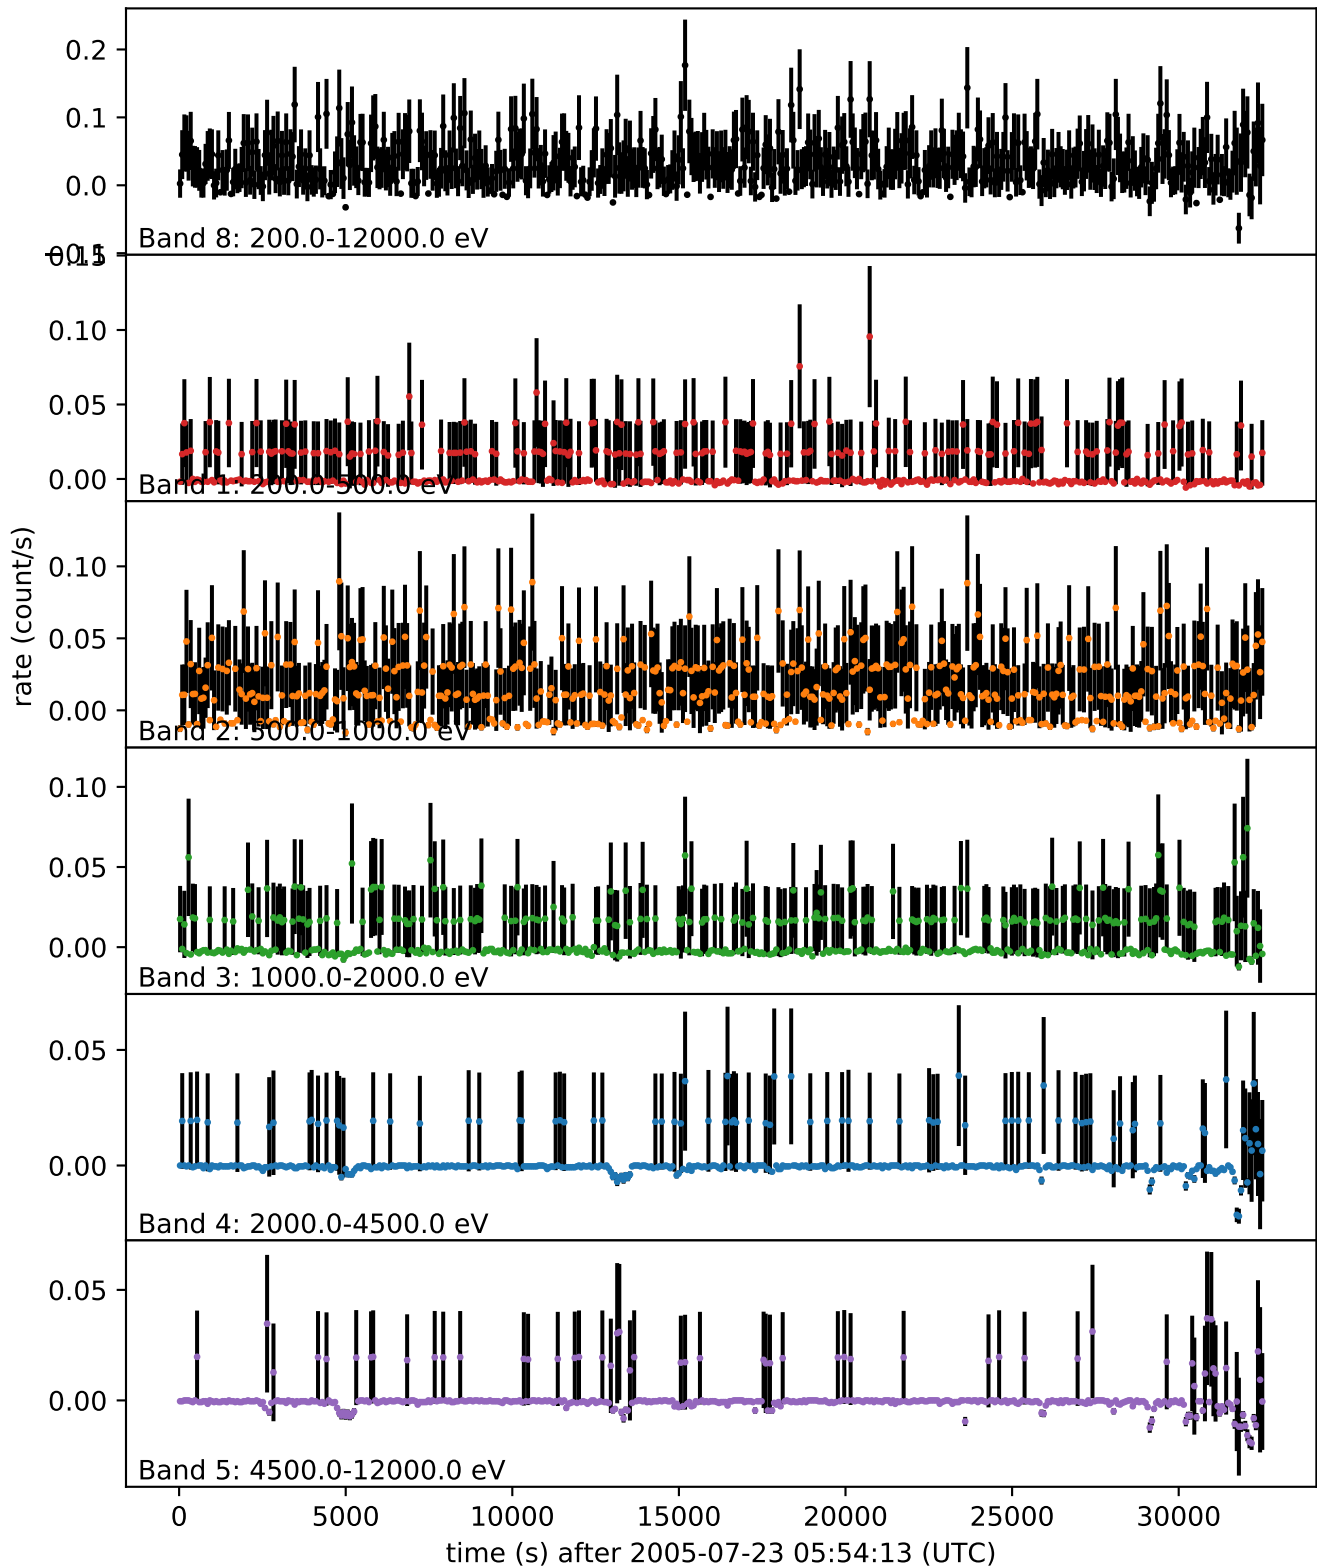 0.2
0.1
0.0
−0.1
Band 8: 200.0-12000.0 eV
0.15
0.10
0.05
0.00
Band 1: 200.0-500.0 eV
0.10
0.05
0.00
Band 2: 500.0-1000.0 eV
rate (count/s)
0.10
0.05
0.00
Band 3: 1000.0-2000.0 eV
0.05
0.00
Band 4: 2000.0-4500.0 eV
0.05
0.00
Band 5: 4500.0-12000.0 eV
0 5000 10000 15000 20000 25000 30000
time (s) after 2005-07-23 05:54:13 (UTC)